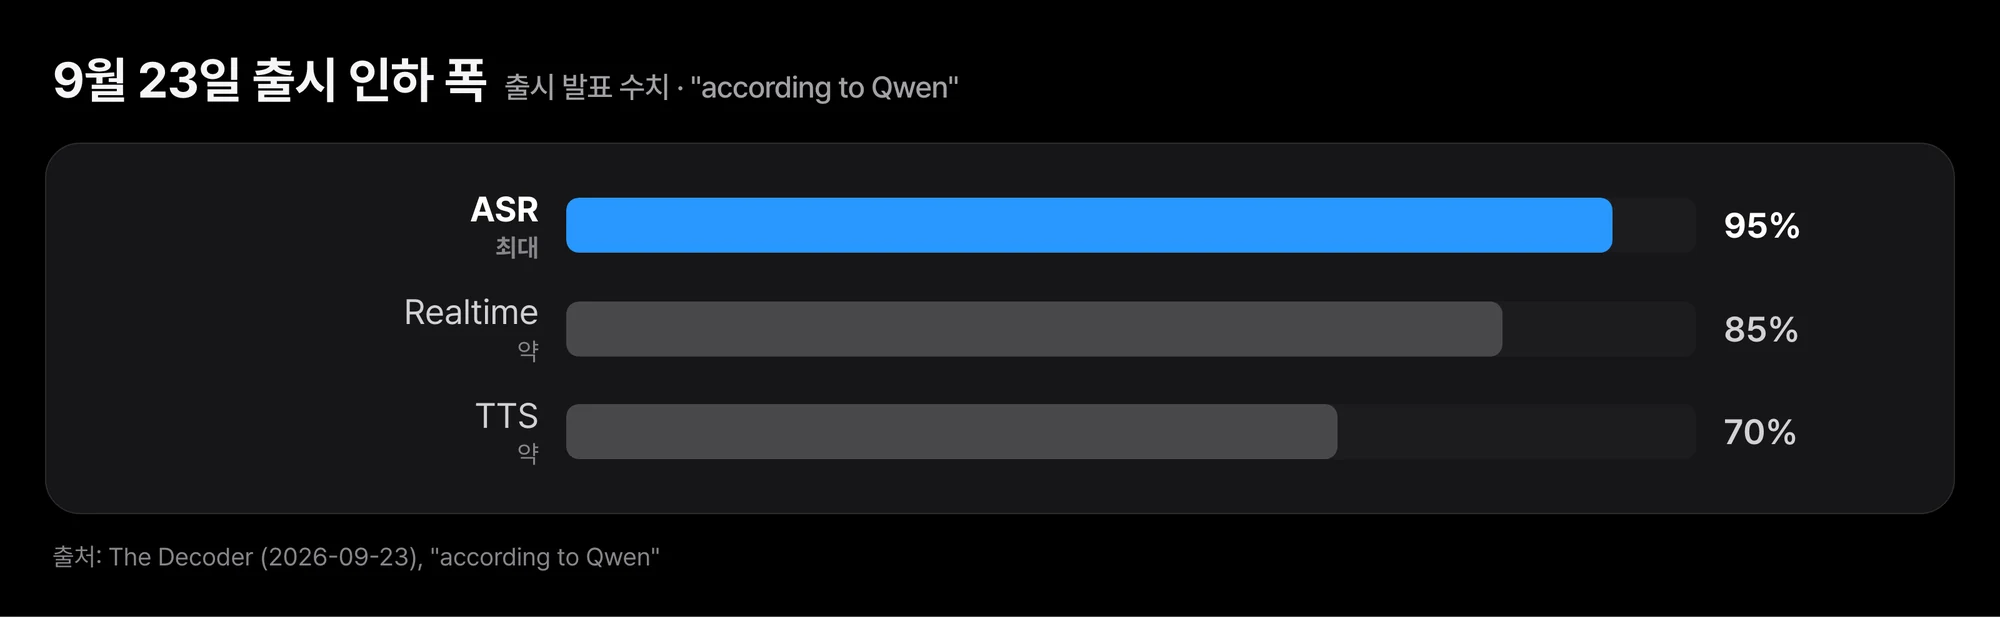 9월 23일 출시 인하 폭 출시 발표 수치 · "according to Qwen"
ASR
최대
95%
Realtime
약
85%
TTS
약
70%
출처: The Decoder (2026-09-23), "according to Qwen"